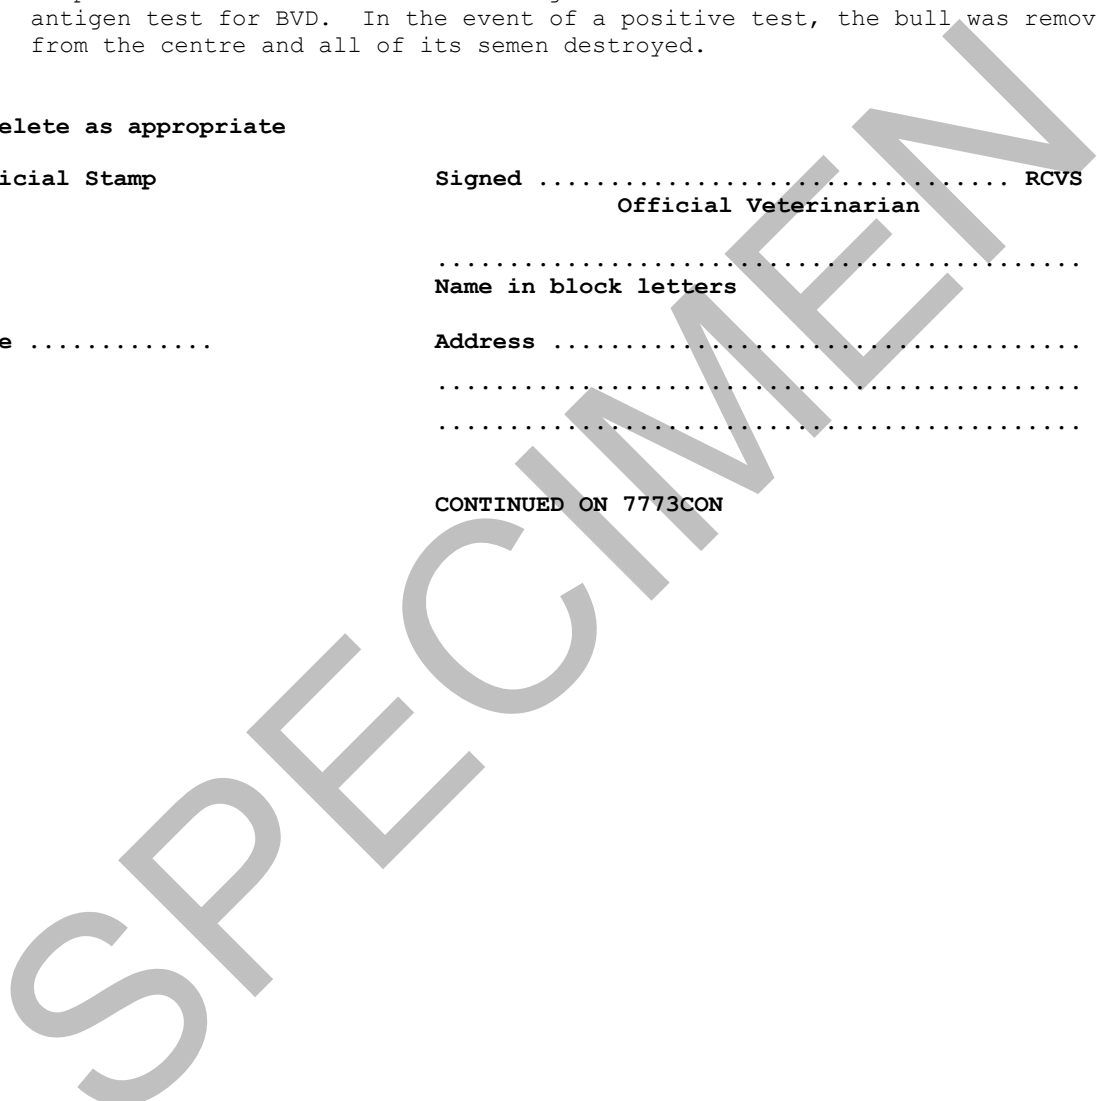 antigen test for BVD.  In the event of a positive test, the bull was remov
from the centre and all of its semen destroyed.
elete as appropriate
icial Stamp
Signed ................................. RCVS
Official Veterinarian
.............................................
Name in block letters
e .............
Address .....................................
.............................................
.............................................
CONTINUED ON 7773CON
SPECIMEN